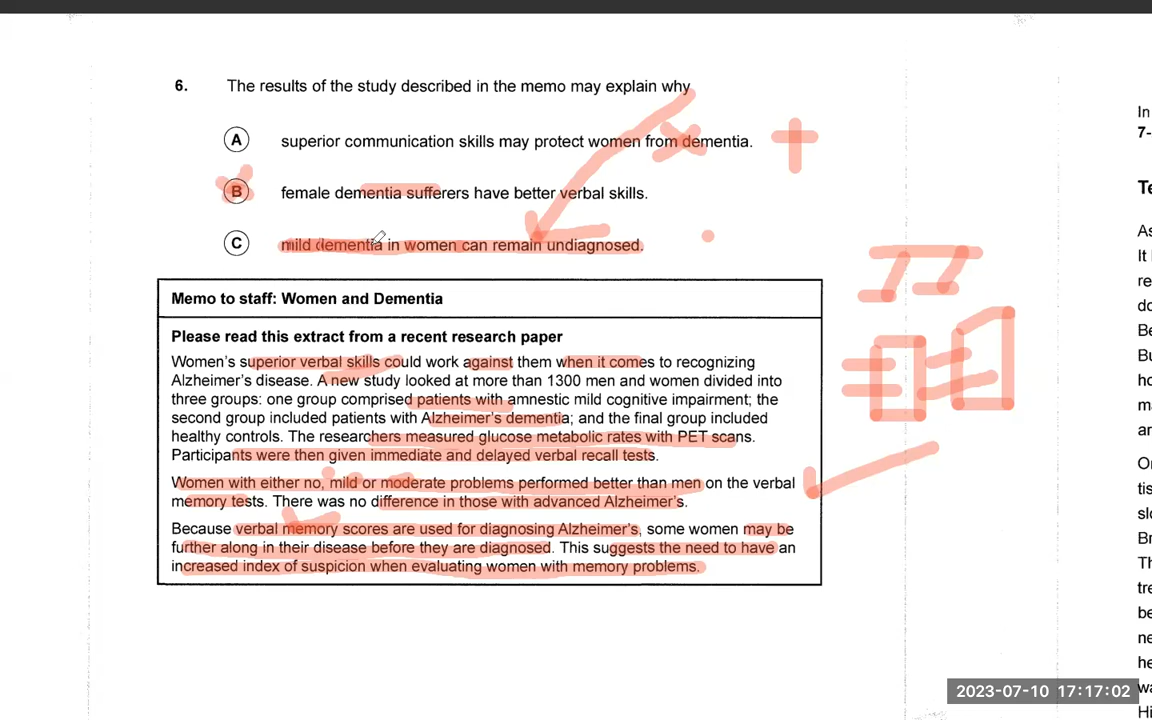 6. The results of the study described in the memo may explain why
A superior communication skills may protect women from dementia.
B female dementia sufferers have better verbal skills.
C mild dementia in women can remain undiagnosed.
Memo to staff: Women and Dementia
Please read this extract from a recent research paper
Women's superior verbal skills could work against them when it comes to recognizing
Alzheimer's disease. A new study looked at more than 1300 men and women divided into
three groups: one group comprised patients with amnestic mild cognitive impairment; the
second group included patients with Alzheimer's dementia; and the final group included
healthy controls. The researchers measured glucose metabolic rates with PET scans.
Participants were then given immediate and delayed verbal recall tests.
Women with either no, mild or moderate problems performed better than men on the verbal
memory tests. There was no difference in those with advanced Alzheimer's.
Because verbal memory scores are used for diagnosing Alzheimer's, some women may be
further along in their disease before they are diagnosed. This suggests the need to have an
increased index of suspicion when evaluating women with memory problems.
In
7-
As
It
re
Or
2023-07-10 17:17:02